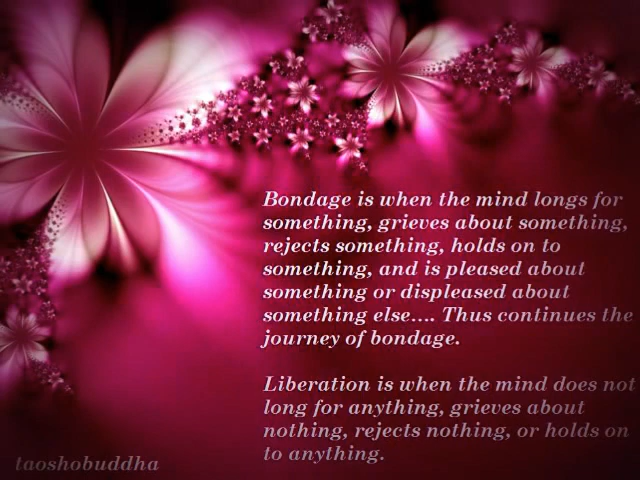 Bondage is when the mind longs for
something, grieves about something,
rejects something, holds on to
something, and is pleased about
something or displeased about
something else.... Thus continues the
journey of bondage.
Liberation is when the mind does not
long for anything, grieves about
nothing, rejects nothing, or holds on
to anything.
taoshobuddha